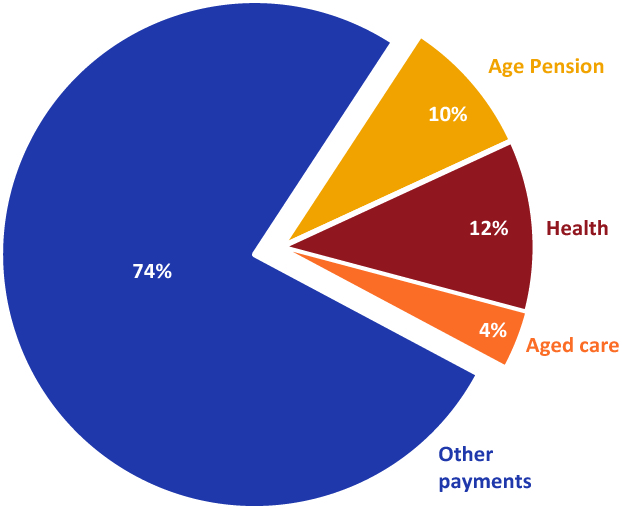 Age Pension
10%
12%
Health
74%
4%
Aged care
Other
payments